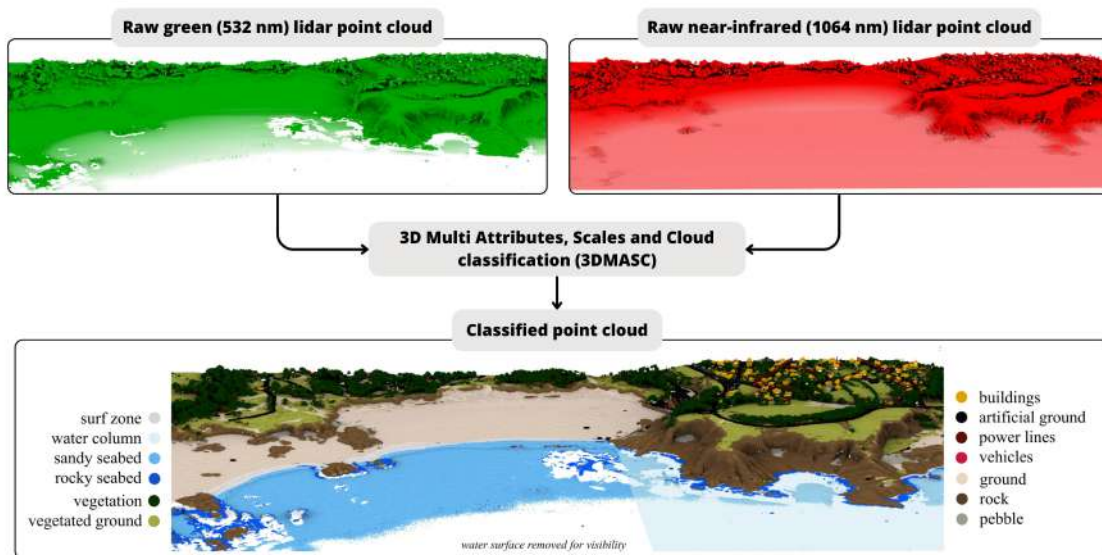 Raw green (532 nm) lidar point cloud
Raw near-infrared (1064 nm) lidar point cloud
3D Multi Attributes, Scales and Cloud
classification (3DMASC)
Classified point cloud
surf zone
water column
sandy seabed
rocky seabed
vegetation
vegetated ground
buildings
artificial ground
power lines
vehicles
ground
rock
pebble
water surface removed for visibility